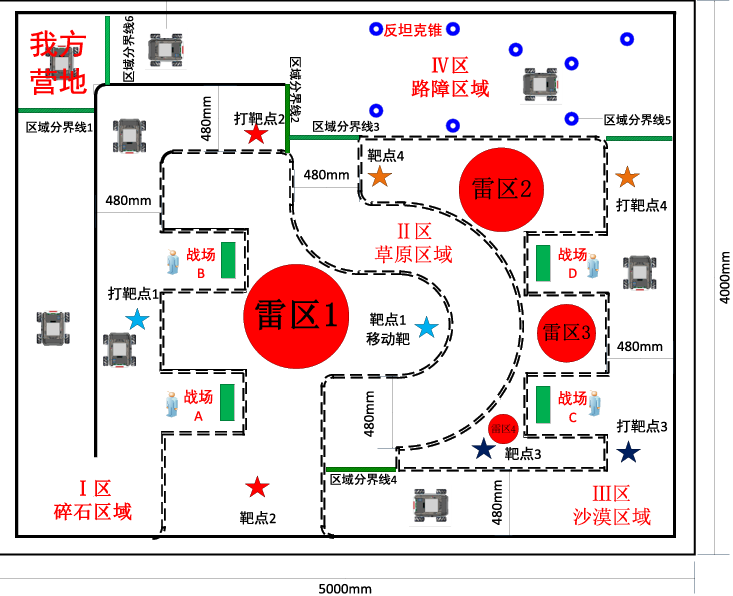 我方
营地
区域分界线6
反坦克锥
Ⅳ区
路障区域
区域分界线1
480mm
打靶点2
区域分界线2
区域分界线3
区域分界线5
靶点4
480mm
雷区2
打靶点4
480mm
Ⅱ区
草原区域
战场
B
战场
D
打靶点1
雷区1
靶点1
移动靶
雷区3
480mm
4000mm
战场
A
480mm
战场
C
雷区4
打靶点3
靶点3
区域分界线4
Ⅰ区
碎石区域
靶点2
480mm
Ⅲ区
沙漠区域
5000mm